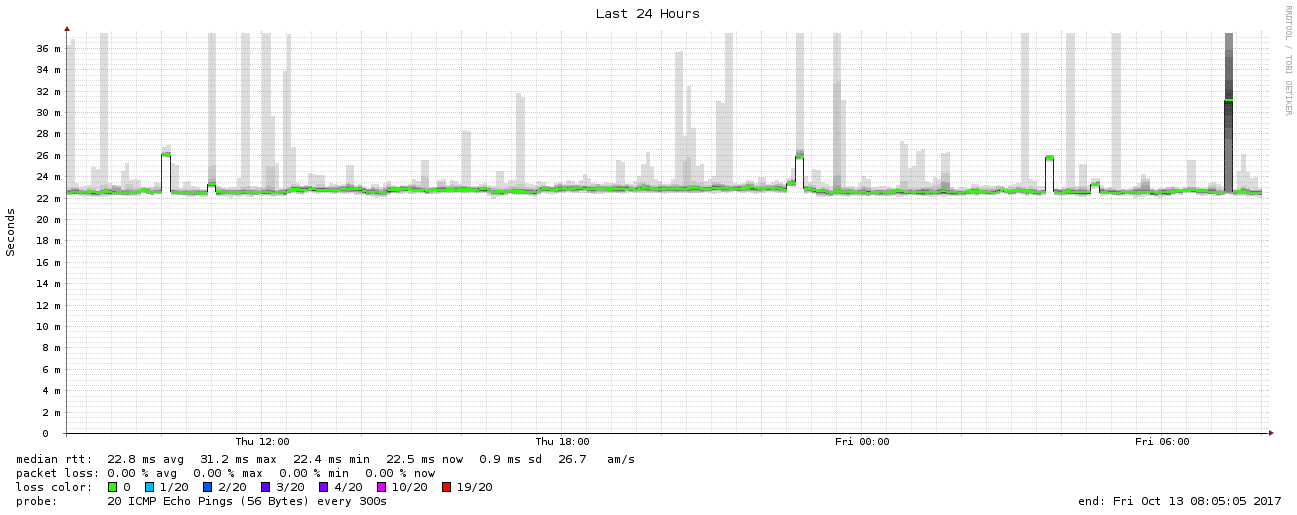 Last 24 Hours
RRDTOOL / TOBI OETIKER
Seconds
36 m
34 m
32 m
30 m
28 m
26 m
24 m
22 m
20 m
18 m
16 m
14 m
12 m
10 m
8 m
6 m
4 m
2 m
0
Thu 12:00 Thu 18:00 Fri 00:00 Fri 06:00
median rtt: 22.8 ms avg 31.2 ms max 22.4 ms min 22.5 ms now 0.9 ms sd 26.7 am/s
packet loss: 0.00 % avg 0.00 % max 0.00 % min 0.00 % now
loss color: 0 1/20 2/20 3/20 4/20 10/20 19/20
probe: 20 ICMP Echo Pings (56 Bytes) every 300s end: Fri Oct 13 08:05:05 2017